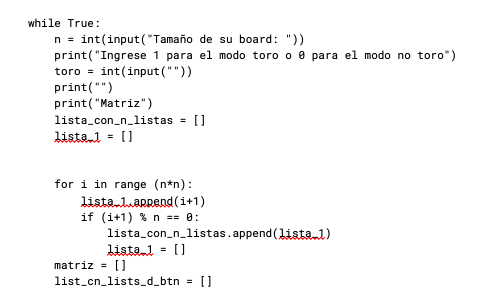 while True:
    n = int(input("Tamaño de su board: "))
    print("Ingrese 1 para el modo toro o 0 para el modo no toro")
    toro = int(input(""))
    print("")
    print("Matriz")
    lista_con_n_listas = []
    lista_1 = []
    for i in range (n*n):
        lista_1.append(i+1)
        if (i+1) % n == 0:
            lista_con_n_listas.append(lista_1)
            lista_1 = []
    matriz = []
    list_cn_lists_d_btn = []